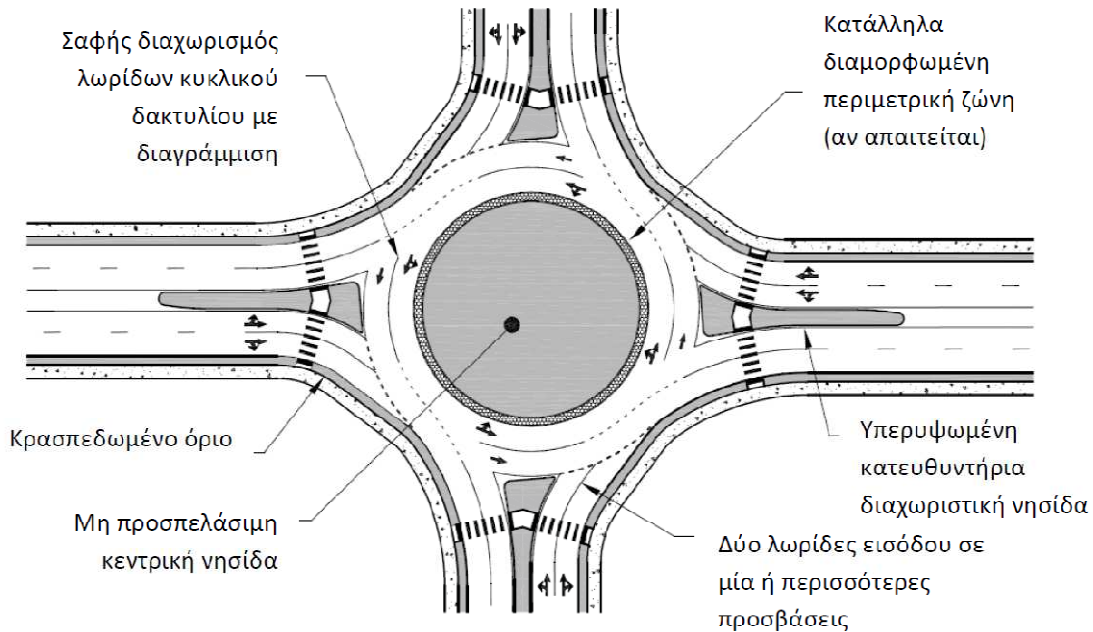 Σαφής διαχωρισμός
λωρίδων κυκλικού
δακτυλίου με
διαγράμμιση
Κατάλληλα
διαμορφωμένη
περιμετρική ζώνη
(αν απαιτείται)
Κρασπεδωμένο όριο
Μη προσπελάσιμη
κεντρική νησίδα
Υπερυψωμένη
κατευθυντήρια
διαχωριστική νησίδα
Δύο λωρίδες εισόδου σε
μία ή περισσότερες
προσβάσεις